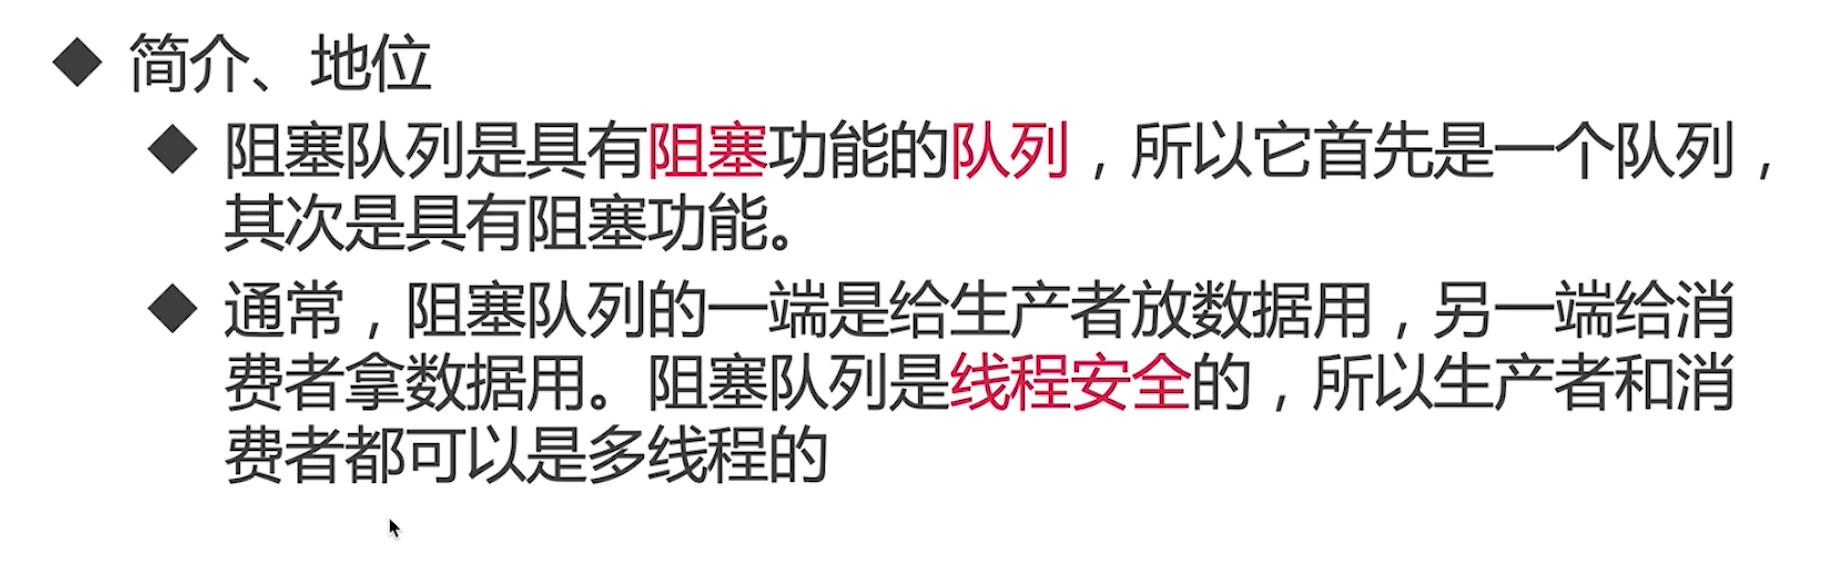 简介、地位
阻塞队列是具有阻塞功能的队列，所以它首先是一个队列，
其次是具有阻塞功能。
通常，阻塞队列的一端是给生产者放数据用，另一端给消
费者拿数据用。阻塞队列是线程安全的，所以生产者和消
费者都可以是多线程的